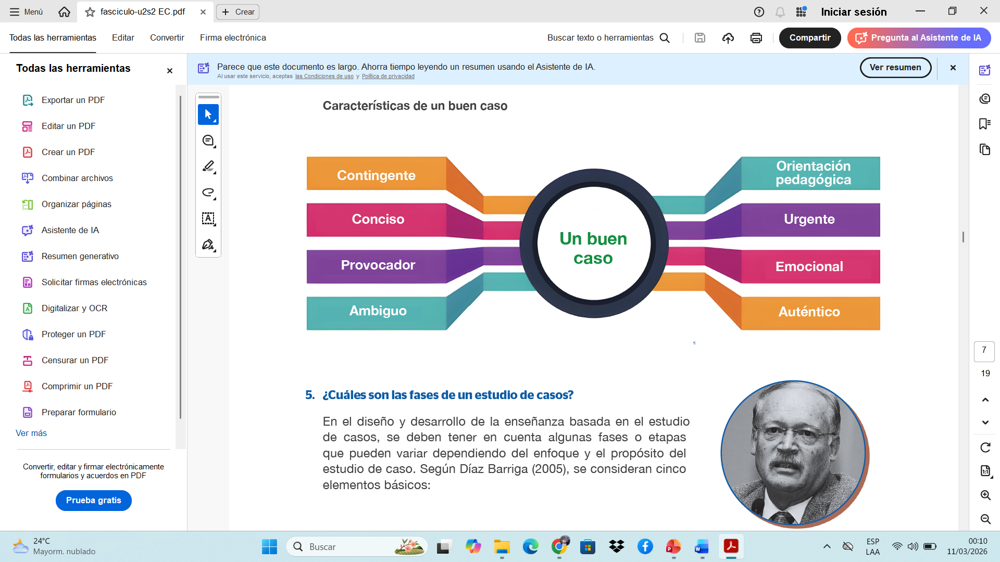 Menú
fasciculo-u2s2 EC.pdf
Crear
Iniciar sesión
Todas las herramientas
Editar
Convertir
Firma electrónica
Buscar texto o herramientas
Compartir
Pregunta al Asistente de IA
Todas las herramientas
Exportar un PDF
Editar un PDF
Crear un PDF
Combinar archivos
Organizar páginas
Asistente de IA
Resumen generativo
Solicitar firmas electrónicas
Digitalizar y OCR
Proteger un PDF
Censurar un PDF
Comprimir un PDF
Preparar formulario
Ver más
Convertir, editar y firmar electrónicamente
formularios y acuerdos en PDF
Prueba gratis
Parece que este documento es largo. Ahorra tiempo leyendo un resumen usando el Asistente de IA.
Al usar este servicio, aceptas las Condiciones de uso y Política de privacidad
Ver resumen
Características de un buen caso
Contingente
Conciso
Provocador
Ambiguo
Un buen
caso
Orientación
pedagógica
Urgente
Emocional
Auténtico
5. ¿Cuáles son las fases de un estudio de casos?
En el diseño y desarrollo de la enseñanza basada en el estudio
de casos, se deben tener en cuenta algunas fases o etapas
que pueden variar dependiendo del enfoque y el propósito del
estudio de caso. Según Díaz Barriga (2005), se consideran cinco
elementos básicos:
7
19
24°C
Mayorm. nublado
Buscar
ESP
LAA
00:10
11/03/2026